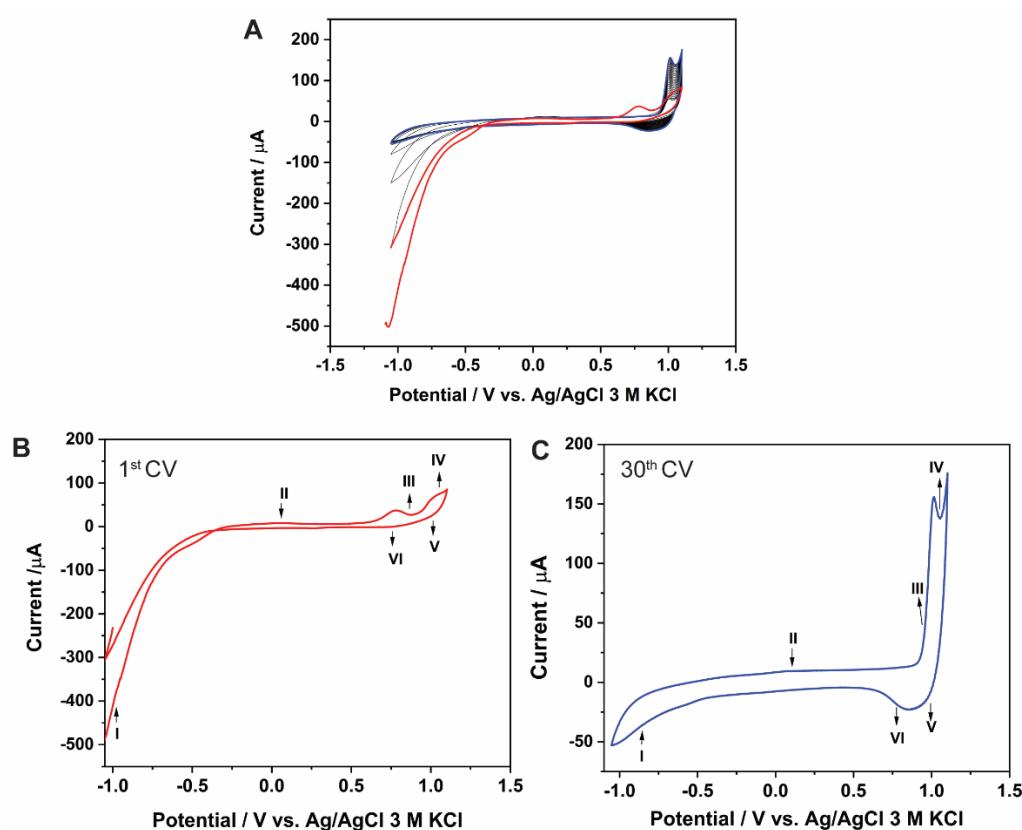 A
200
100
0
-100
-200
-300
-400
-500
Current / µA
-1.5 -1.0 -0.5 0.0 0.5 1.0 1.5
Potential / V vs. Ag/AgCl 3 M KCl
B
1st CV
200
100
0
-100
-200
-300
-400
-500
Current /µA
I
II
III
IV
V
VI
-1.0 -0.5 0.0 0.5 1.0 1.5
Potential / V vs. Ag/AgCl 3 M KCl
C
30th CV
200
150
100
50
0
-50
Current / µA
I
II
III
IV
V
VI
-1.0 -0.5 0.0 0.5 1.0 1.5
Potential / V vs. Ag/AgCl 3 M KCl